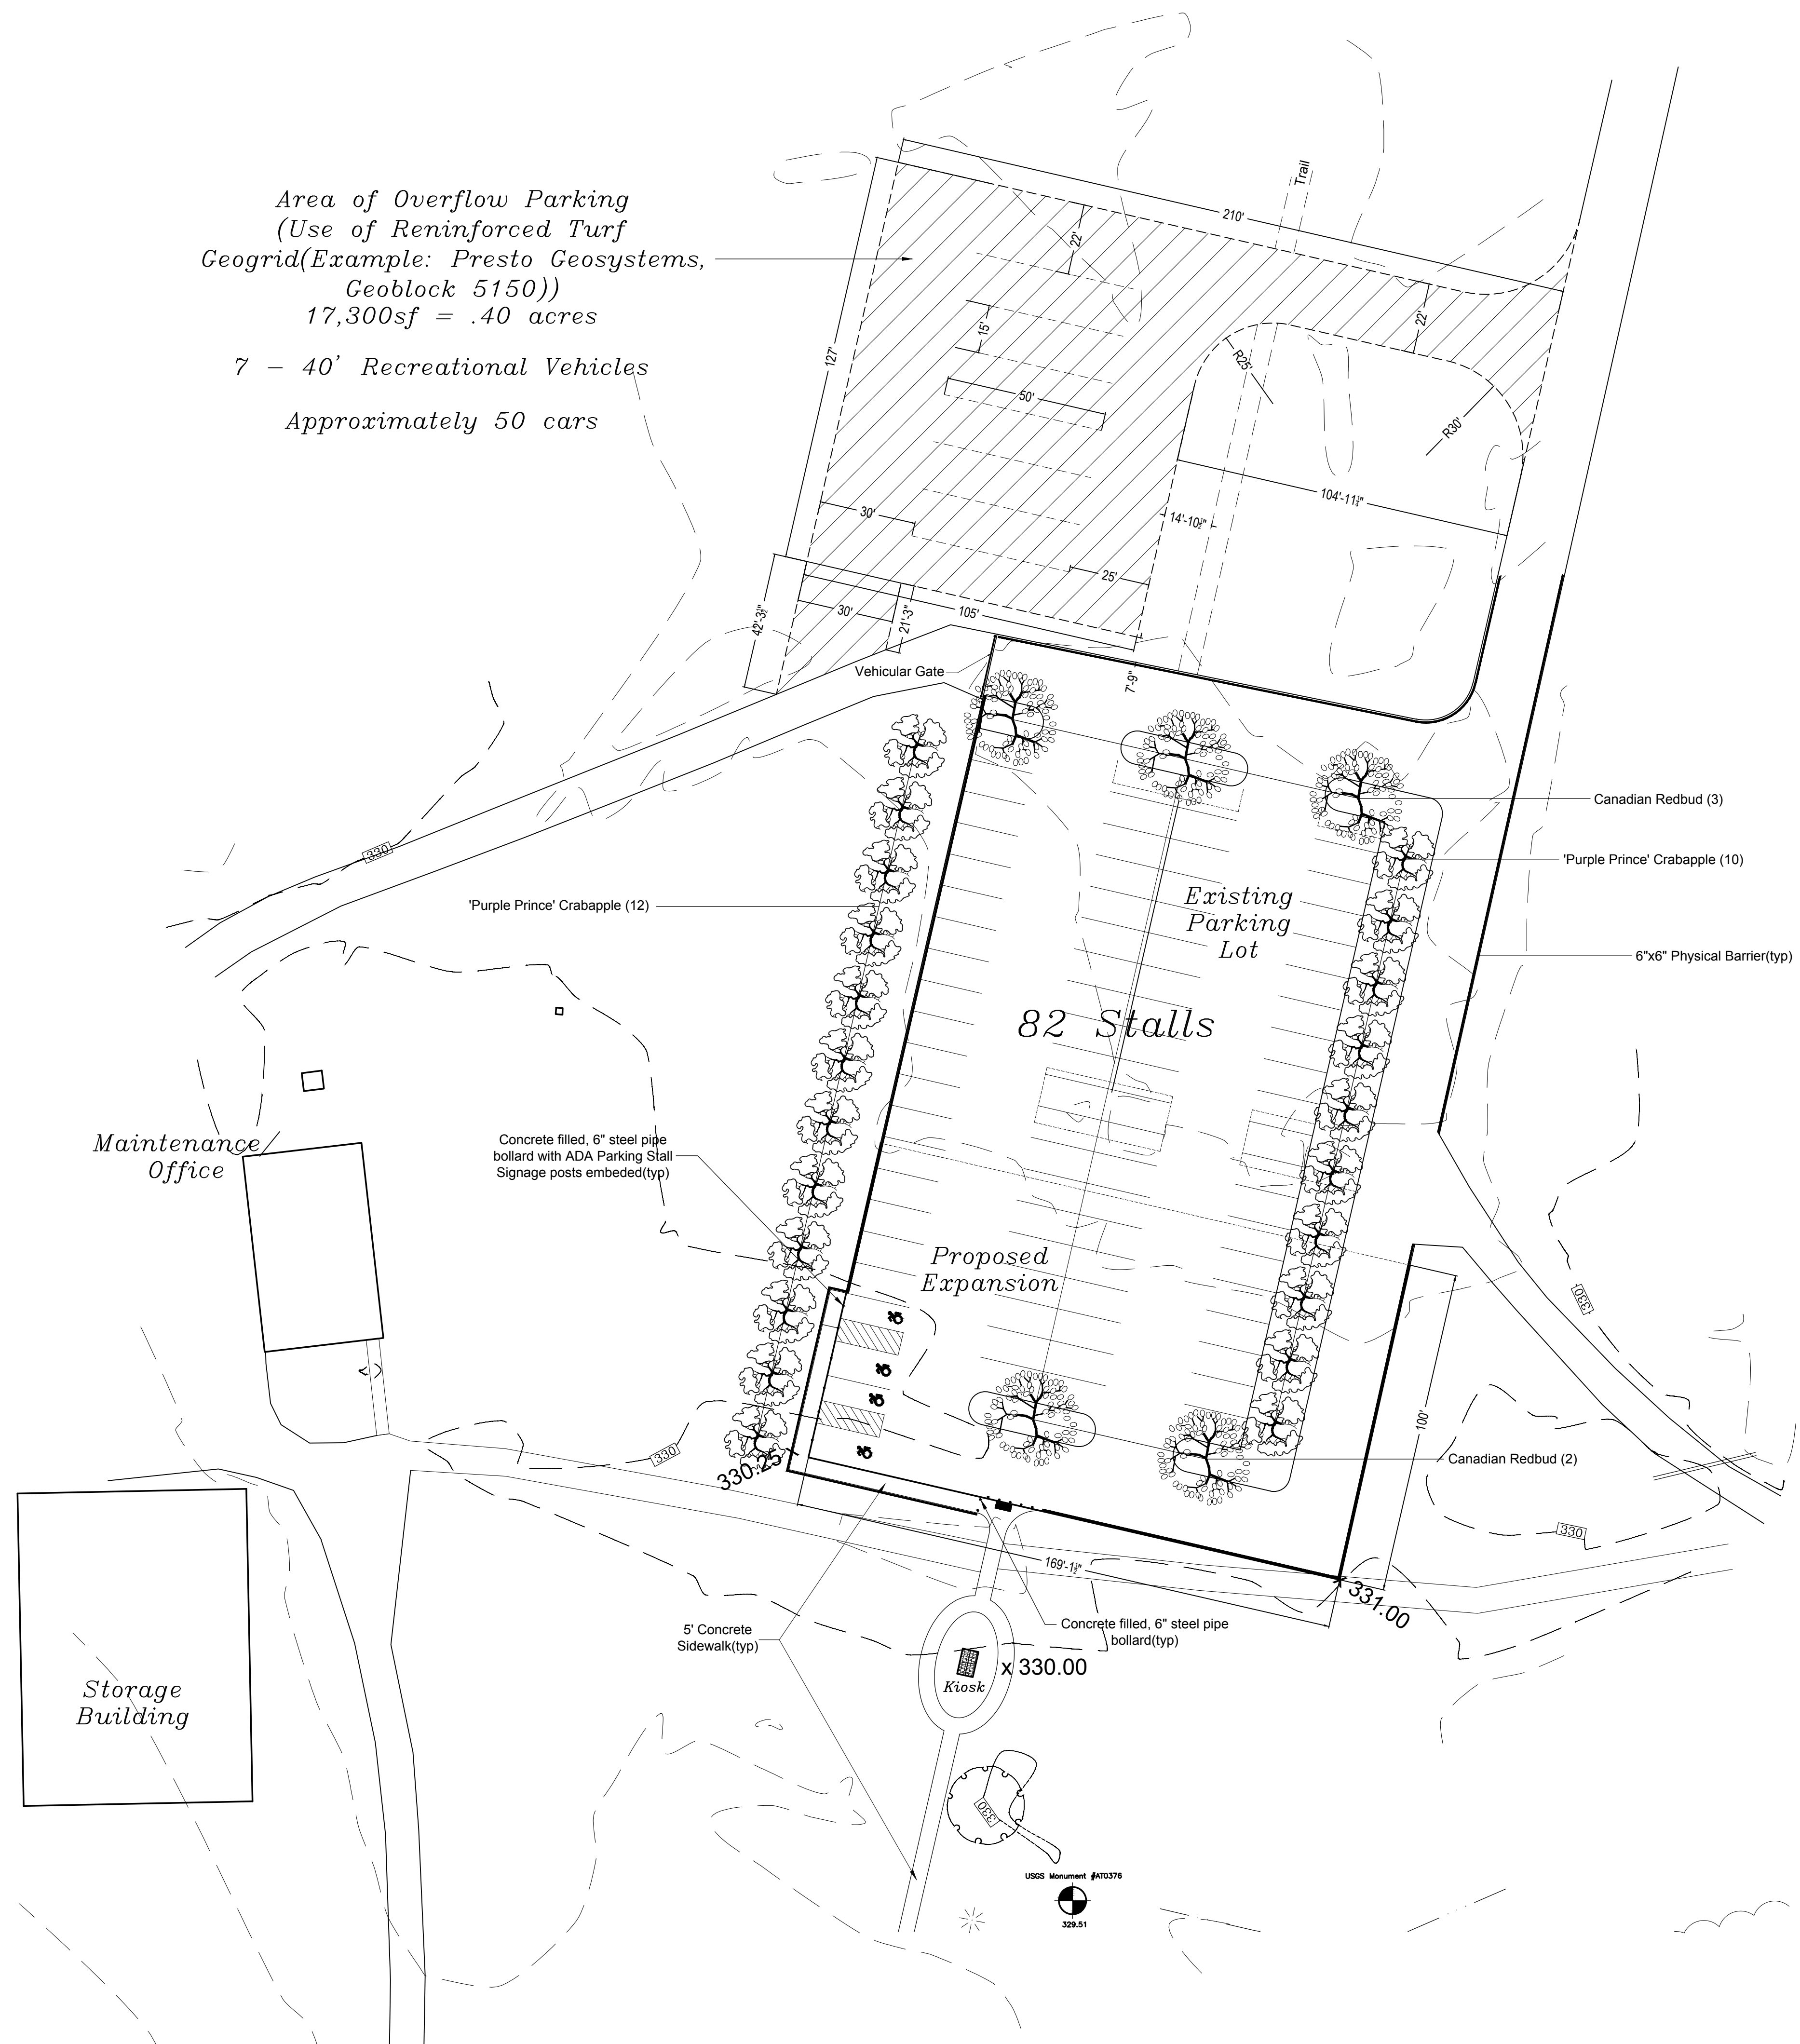 Area of Overflow Parking
(Use of Reninforced Turf
Geogrid(Example: Presto Geosystems,
Geoblock 5150))
17,300sf = .40 acres
7 - 40' Recreational Vehicles
Approximately 50 cars
Trail
210'
22'
22'
15'
127'
R25'
50'
R30'
104'-11¼"
30'
14'-10½"
25'
30'
105'
21'-3"
42'-3½"
Vehicular Gate
7'-9"
Canadian Redbud (3)
330
'Purple Prince' Crabapple (10)
'Purple Prince' Crabapple (12)
Existing
Parking
Lot
6"x6" Physical Barrier(typ)
82 Stalls
Maintenance
Office
Concrete filled, 6" steel pipe
bollard with ADA Parking Stall
Signage posts embeded(typ)
Proposed
Expansion
330
100'
330
330.25
Canadian Redbud (2)
330
169'-1½"
331.00
5' Concrete
Sidewalk(typ)
Concrete filled, 6" steel pipe
bollard(typ)
x 330.00
Kiosk
Storage
Building
330
USGS Monument #AT0376
329.51